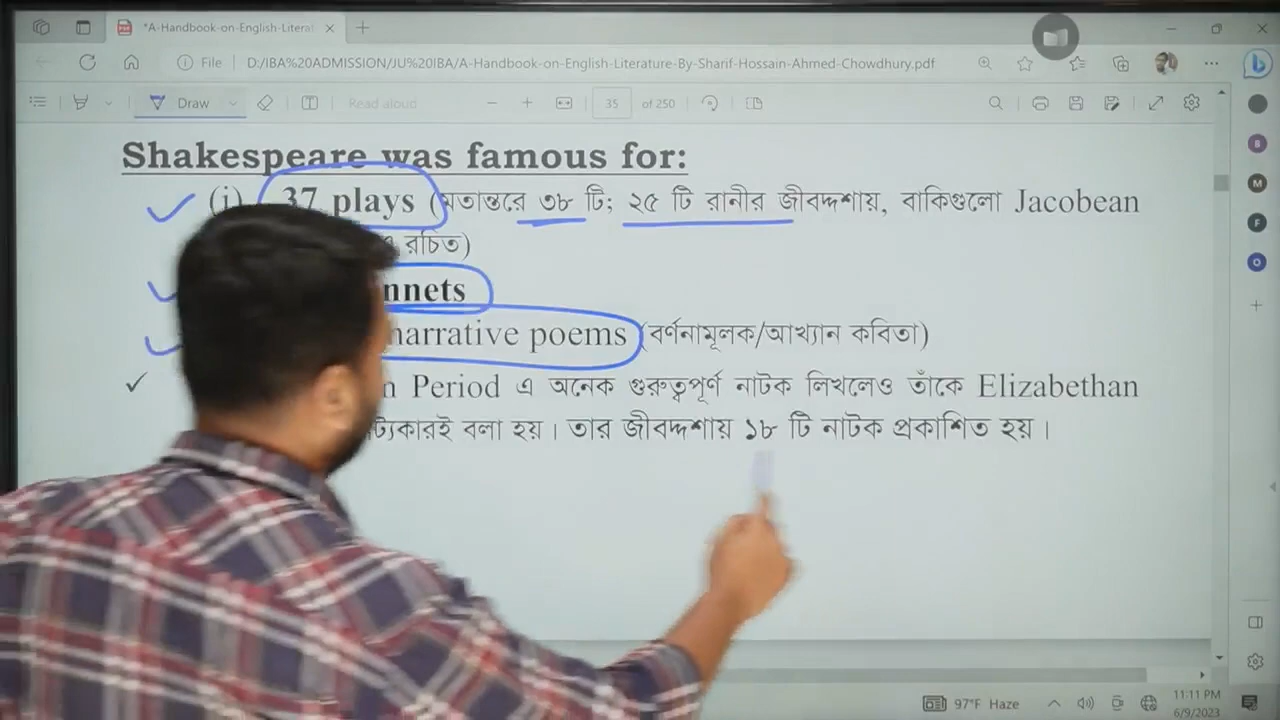 *A-Handbook-on-English-Literat
File D:/IBA%20ADMISSION/JU%20IBA/A-Handbook-on-English-Literature-By-Sharif-Hossain-Ahmed-Chowdhury.pdf
Draw Read aloud 35 of 250
Shakespeare was famous for:
(i) 37 plays (মতান্তরে ৩৮ টি; ২৫ টি রানীর জীবদ্দশায়, বাকিগুলো Jacobean
রচিত)
narrative poems (বর্ণনামূলক/আখ্যান কবিতা)
Period এ অনেক গুরুত্বপূর্ণ নাটক লিখলেও তাঁকে Elizabethan
বলা হয়। তার জীবদ্দশায় ১৮ টি নাটক প্রকাশিত হয়।
97°F Haze
11:11 PM
6/9/2023